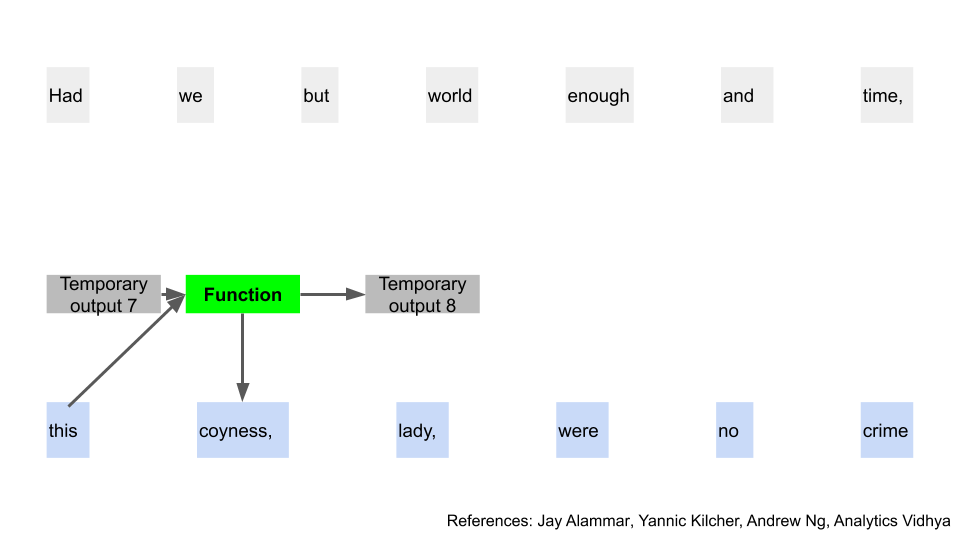 Had we but world enough and time,
Temporary output 7
Function
Temporary output 8
this coyness, lady, were no crime
References: Jay Alammar, Yannic Kilcher, Andrew Ng, Analytics Vidhya